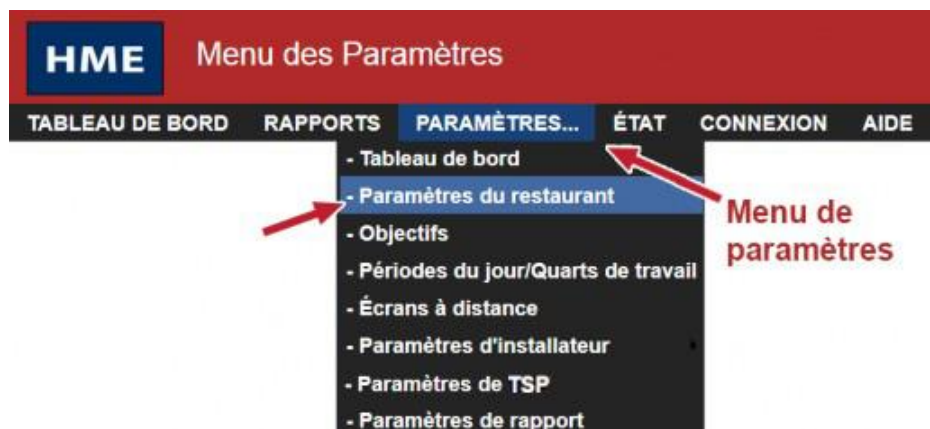 HME Menu des Paramètres
TABLEAU DE BORD RAPPORTS PARAMÈTRES... ÉTAT CONNEXION AIDE
- Tableau de bord
- Paramètres du restaurant
- Objectifs
- Périodes du jour/Quarts de travail
- Écrans à distance
- Paramètres d'installateur
- Paramètres de TSP
- Paramètres de rapport
Menu de
paramètres